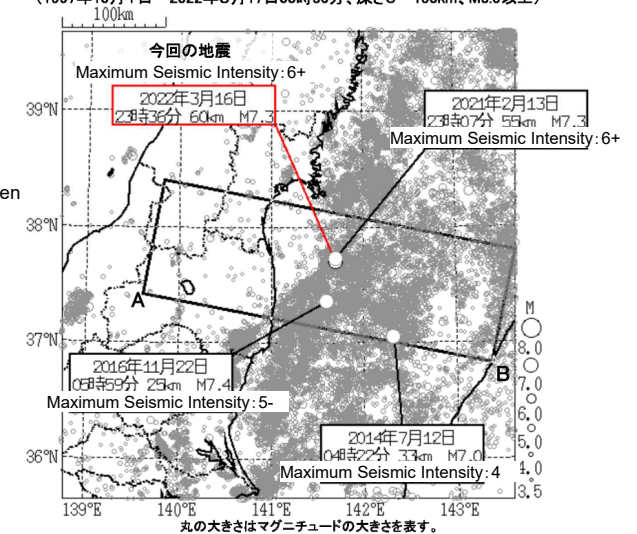 100km
今回の地震
Maximum Seismic Intensity：6+
2022年3月16日
23時36分 60km M7.3
2021年2月13日
23時07分 55km M7.3
Maximum Seismic Intensity：6+
39°N
en
38°N
A
37°N
B
M
8.0
7.0
6.0
5.0
4.0
3.5
2016年11月22日
05時59分 25km M7.4
Maximum Seismic Intensity：5-
2014年7月12日
04時22分 33km M7.0
Maximum Seismic Intensity：4
36°N
139°E
140°E
141°E
142°E
143°E
丸の大きさはマグニチュードの大きさを表す。